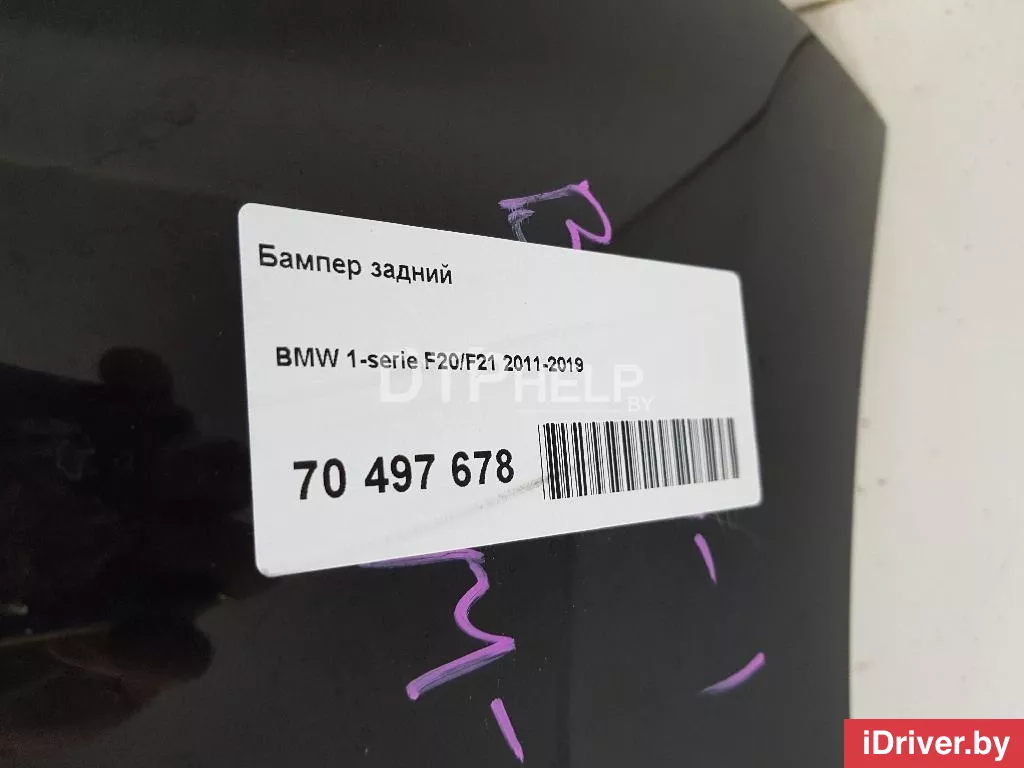 Бампер задний
BMW 1-serie F20/F21 2011-2019
DTPHELP
BY
70 497 678
iDriver.by